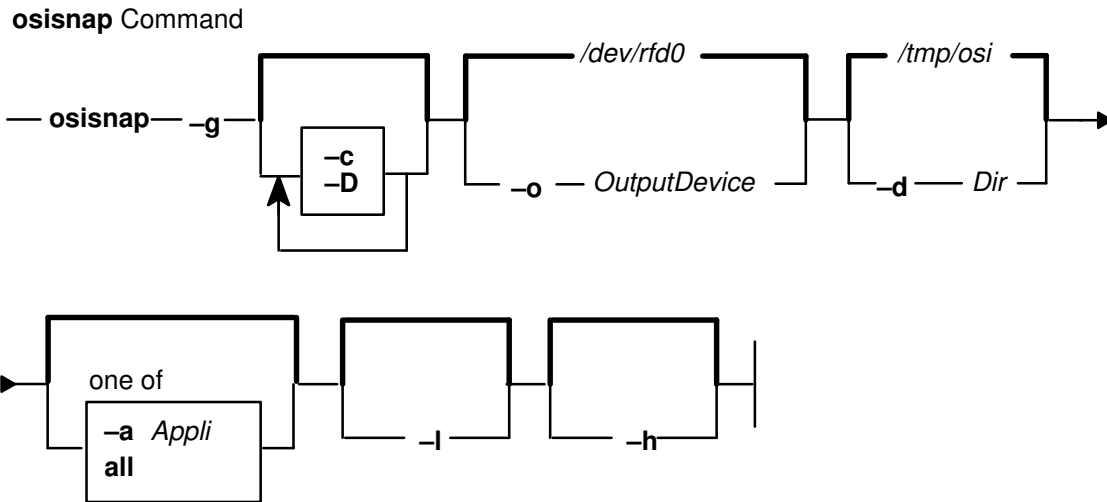 osisnap Command
/dev/rfd0 /tmp/osi
osisnap –g
–c
–D
–o OutputDevice –d Dir
one of
–a Appli
all
–l –h